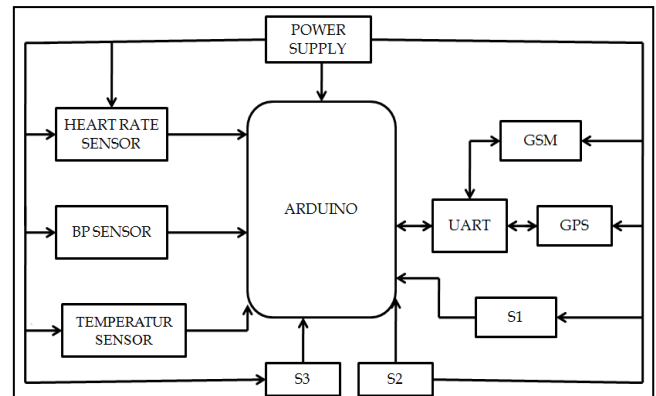 POWER
SUPPLY
HEART RATE
SENSOR
GSM
ARDUINO
BP SENSOR
UART
GPS
TEMPERATUR
SENSOR
S1
S3
S2